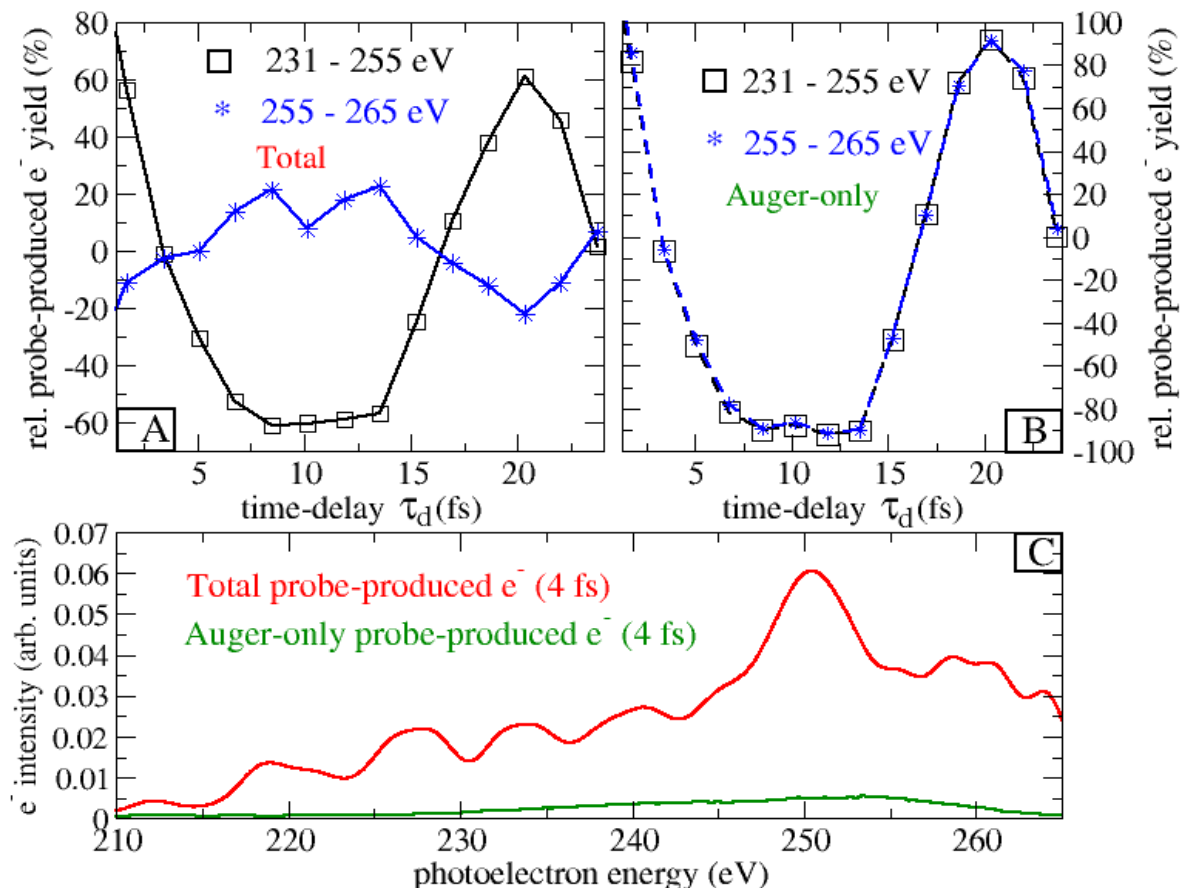 rel. probe-produced e⁻ yield (%)
80
60
40
20
0
-20
-40
-60
231 - 255 eV
255 - 265 eV
Total
A
5
10
15
20
time-delay τd(fs)
231 - 255 eV
255 - 265 eV
Auger-only
B
5
10
15
20
time-delay τd(fs)
100
80
60
40
20
0
-20
-40
-60
-80
-100
rel. probe-produced e⁻ yield (%)
e⁻ intensity (arb. units)
0.07
0.06
0.05
0.04
0.03
0.02
0.01
0
C
Total probe-produced e⁻ (4 fs)
Auger-only probe-produced e⁻ (4 fs)
210
220
230
240
250
260
photoelectron energy (eV)